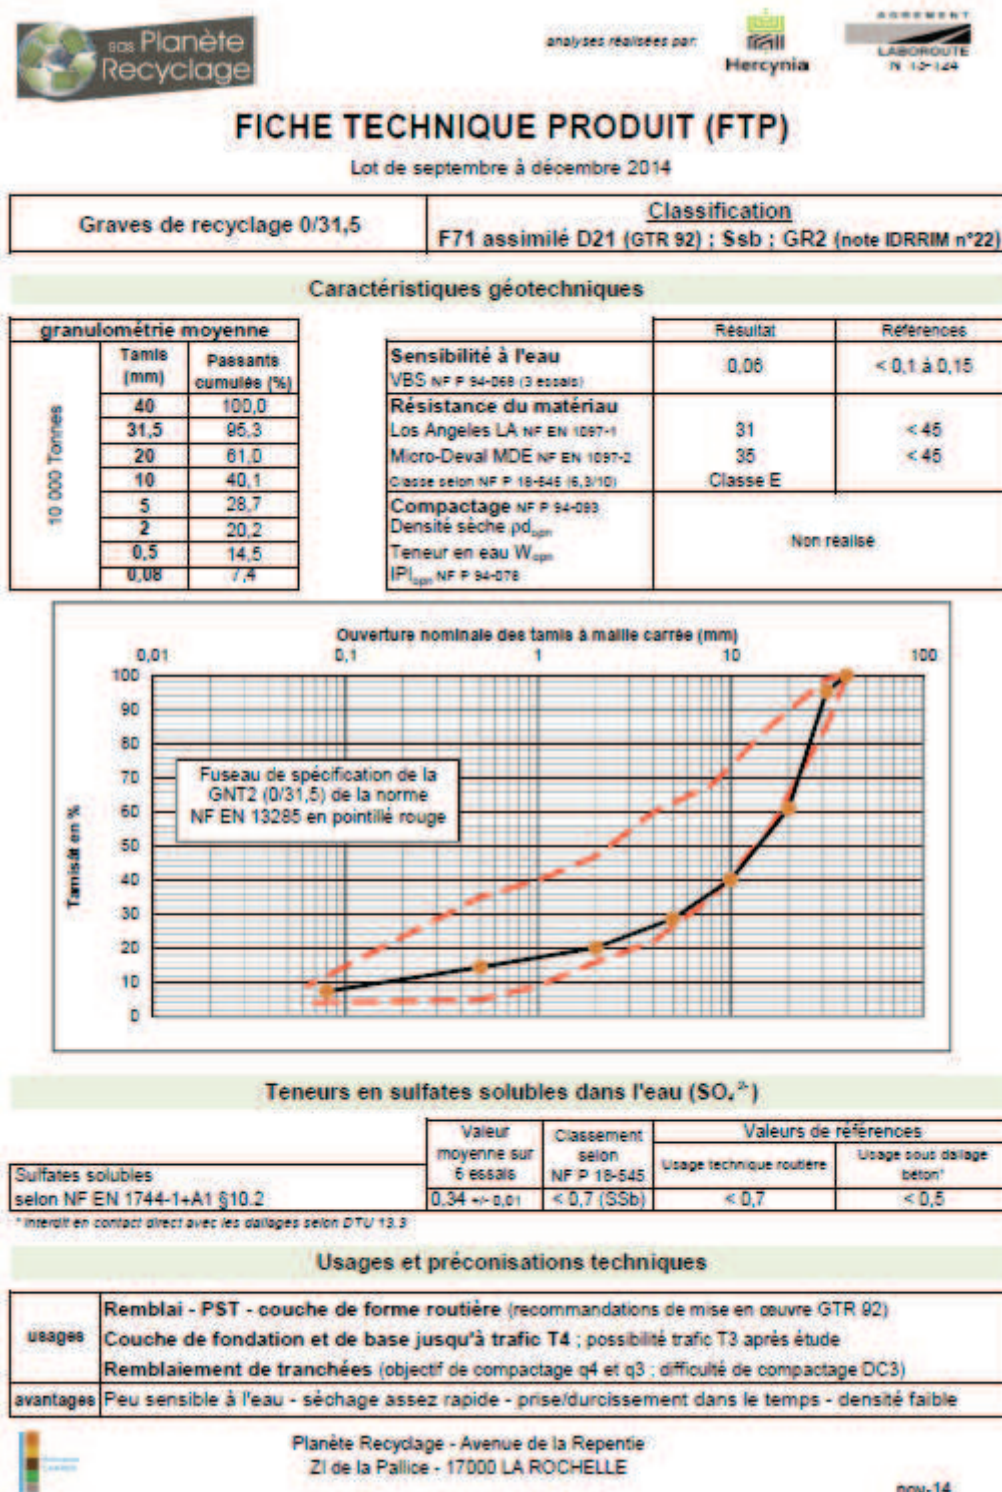 sas Planète
Recyclage
analyses réalisées par:
Hercynia
AGREMENT
LABOROUTE
N 13-124
FICHE TECHNIQUE PRODUIT (FTP)
Lot de septembre à décembre 2014
Graves de recyclage 0/31,5
Classification
F71 assimilé D21 (GTR 92) ; Ssb ; GR2 (note IDRRIM n°22)
Caractéristiques géotechniques
granulométrie moyenne
10 000 Tonnes
Tamis (mm) Passants cumulés (%)
40 100,0
31,5 95,3
20 61,0
10 40,1
5 28,7
2 20,2
0,5 14,5
0,08 7,4
Résultat Références
Sensibilité à l'eau
VBS NF P 94-068 (3 essais) 0,06 < 0,1 à 0,15
Résistance du matériau
Los Angeles LA NF EN 1097-1 31 < 45
Micro-Deval MDE NF EN 1097-2 35 < 45
Classe selon NF P 18-545 (6,3/10) Classe E
Compactage NF P 94-093
Densité sèche ρd opn
Teneur en eau W opn
IPI opn NF P 94-078
Non réalisé
Ouverture nominale des tamis à maille carrée (mm)
0,01 0,1 1 10 100
100
90
80
70
60
50
40
30
20
10
0
Tamisât en %
Fuseau de spécification de la
GNT2 (0/31,5) de la norme
NF EN 13285 en pointillé rouge
Teneurs en sulfates solubles dans l'eau (SO₄²⁻)
Valeur moyenne sur 6 essais
Classement selon NF P 18-545
Valeurs de références
Usage technique routière
Usage sous dallage béton*
Sulfates solubles
selon NF EN 1744-1+A1 §10.2 0,34 +/- 0,01 < 0,7 (SSb) < 0,7 < 0,5
* Interdit en contact direct avec les dallages selon DTU 13.3
Usages et préconisations techniques
usages
Remblai - PST - couche de forme routière (recommandations de mise en œuvre GTR 92)
Couche de fondation et de base jusqu'à trafic T4 ; possibilité trafic T3 après étude
Remblaiement de tranchées (objectif de compactage q4 et q3 ; difficulté de compactage DC3)
avantages Peu sensible à l'eau - séchage assez rapide - prise/durcissement dans le temps - densité faible
Planète Recyclage - Avenue de la Repentie
ZI de la Pallice - 17000 LA ROCHELLE
nov-14